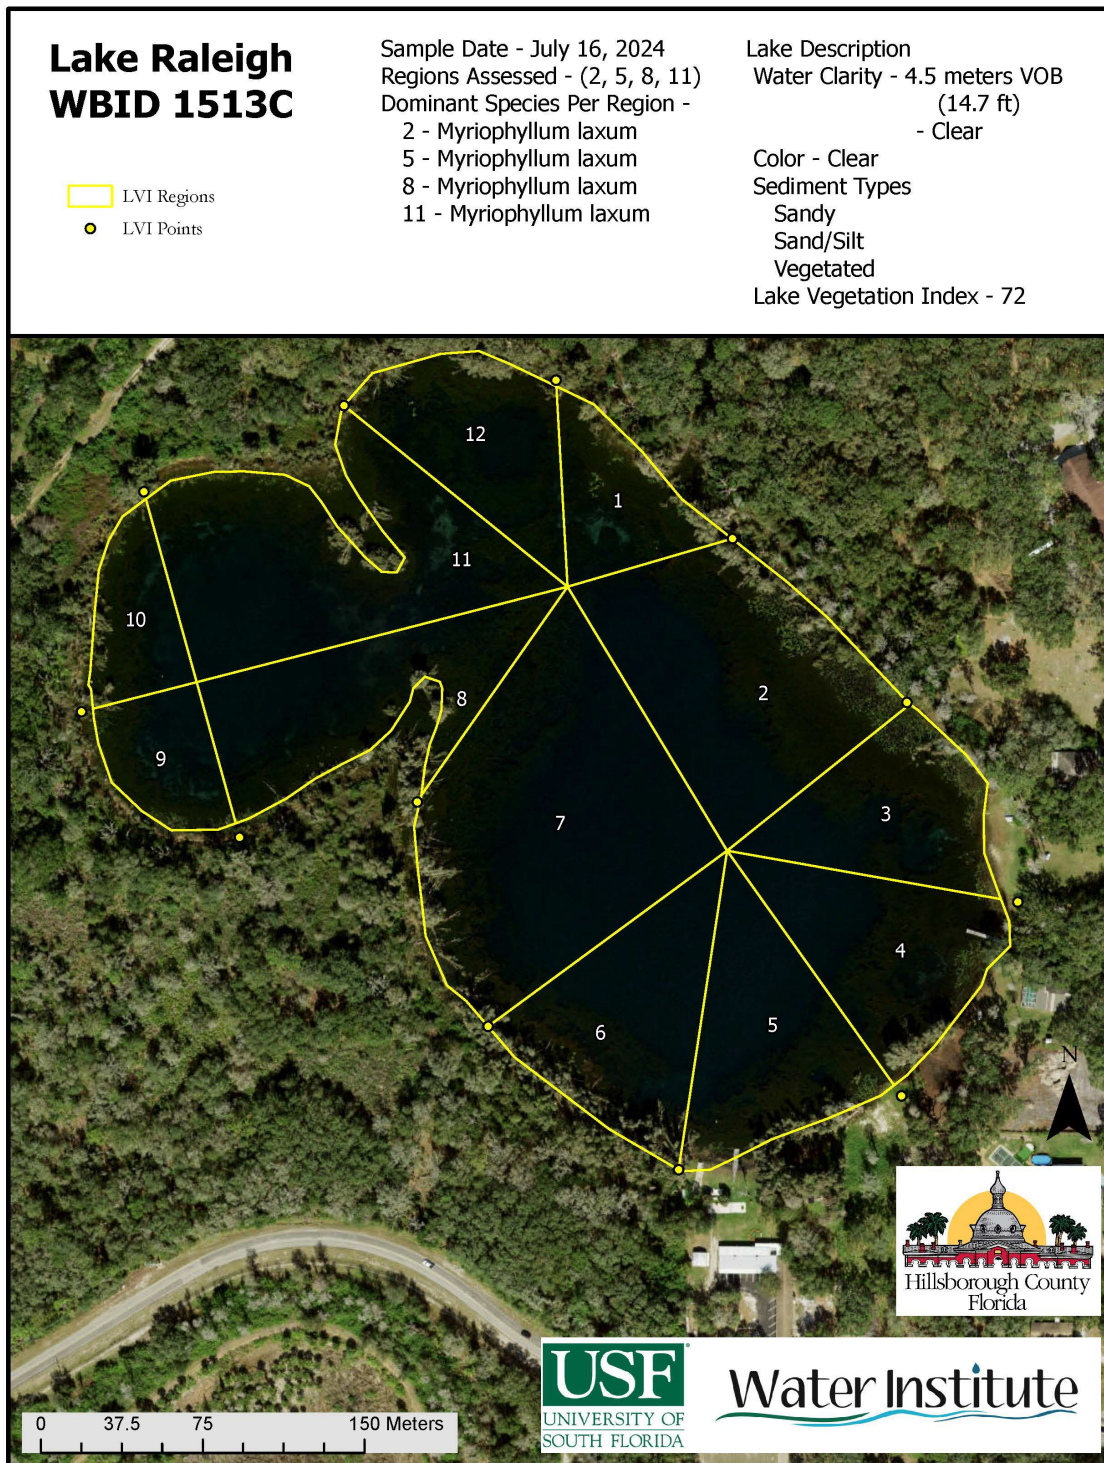 Lake Raleigh
WBID 1513C
LVI Regions
LVI Points
Sample Date - July 16, 2024
Regions Assessed - (2, 5, 8, 11)
Dominant Species Per Region -
2 - Myriophyllum laxum
5 - Myriophyllum laxum
8 - Myriophyllum laxum
11 - Myriophyllum laxum
Lake Description
Water Clarity - 4.5 meters VOB
(14.7 ft)
- Clear
Color - Clear
Sediment Types
Sandy
Sand/Silt
Vegetated
Lake Vegetation Index - 72
12
1
11
10
2
8
9
3
7
4
5
6
N
Hillsborough County
Florida
USF
UNIVERSITY OF
SOUTH FLORIDA
Water Institute
0 37.5 75 150 Meters